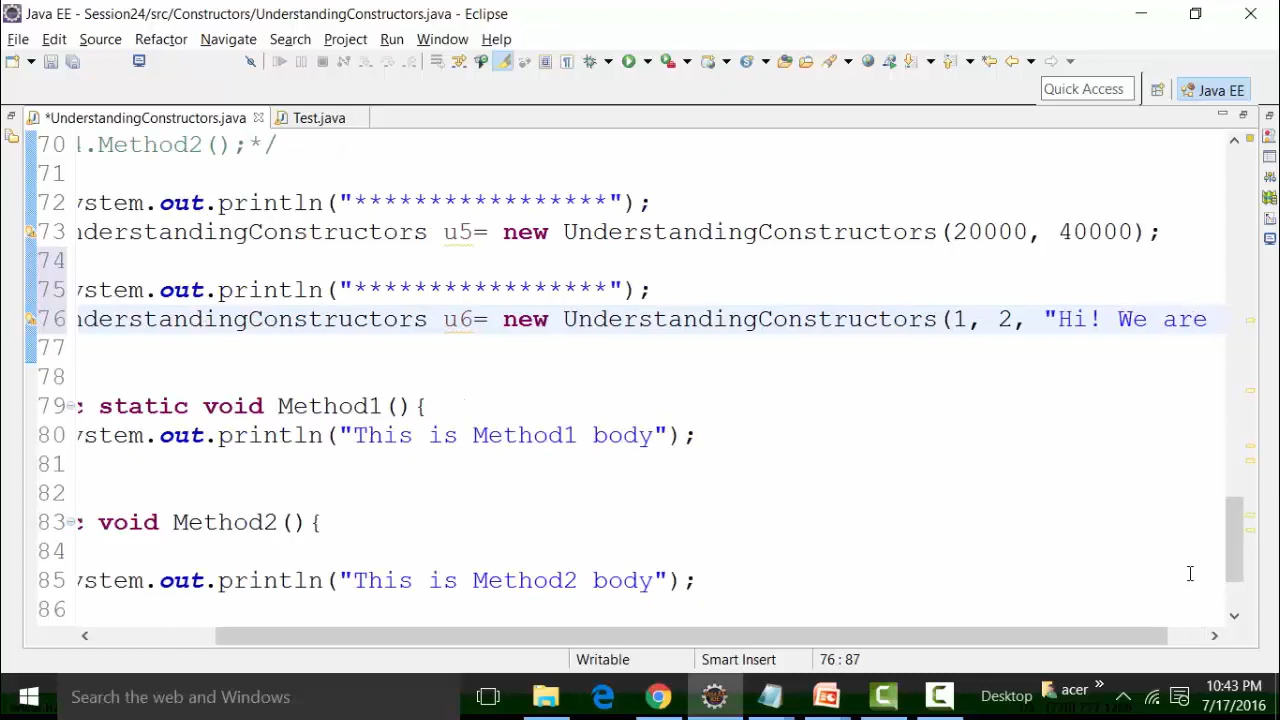 Java EE - Session24/src/Constructors/UnderstandingConstructors.java - Eclipse
File Edit Source Refactor Navigate Search Project Run Window Help
Quick Access
Java EE
*UnderstandingConstructors.java
Test.java
70 .Method2();*/
71
72 ystem.out.println("*****************");
73 nderstandingConstructors u5= new UnderstandingConstructors(20000, 40000);
74
75 ystem.out.println("*****************");
76 nderstandingConstructors u6= new UnderstandingConstructors(1, 2, "Hi! We are
77
78
79 static void Method1(){
80 ystem.out.println("This is Method1 body");
81
82
83 void Method2(){
84
85 ystem.out.println("This is Method2 body");
86
Writable Smart Insert 76 : 87
Search the web and Windows
Desktop
acer
10:43 PM
7/17/2016